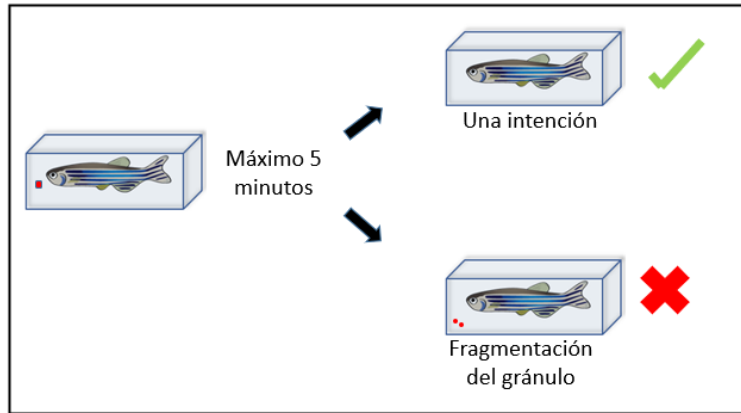 Máximo 5
minutos
Una intención
Fragmentación
del gránulo